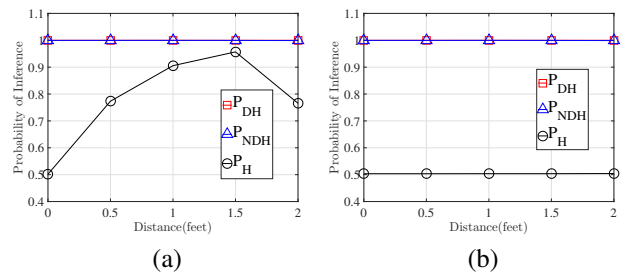 1.1
1
0.9
0.8
0.7
0.6
0.5
0.4
Probability of Inference
P_DH
P_NDH
P_H
0 0.5 1 1.5 2
Distance(feet)
(a)
1.1
1
0.9
0.8
0.7
0.6
0.5
0.4
Probability of Inference
P_DH
P_NDH
P_H
0 0.5 1 1.5 2
Distance(feet)
(b)